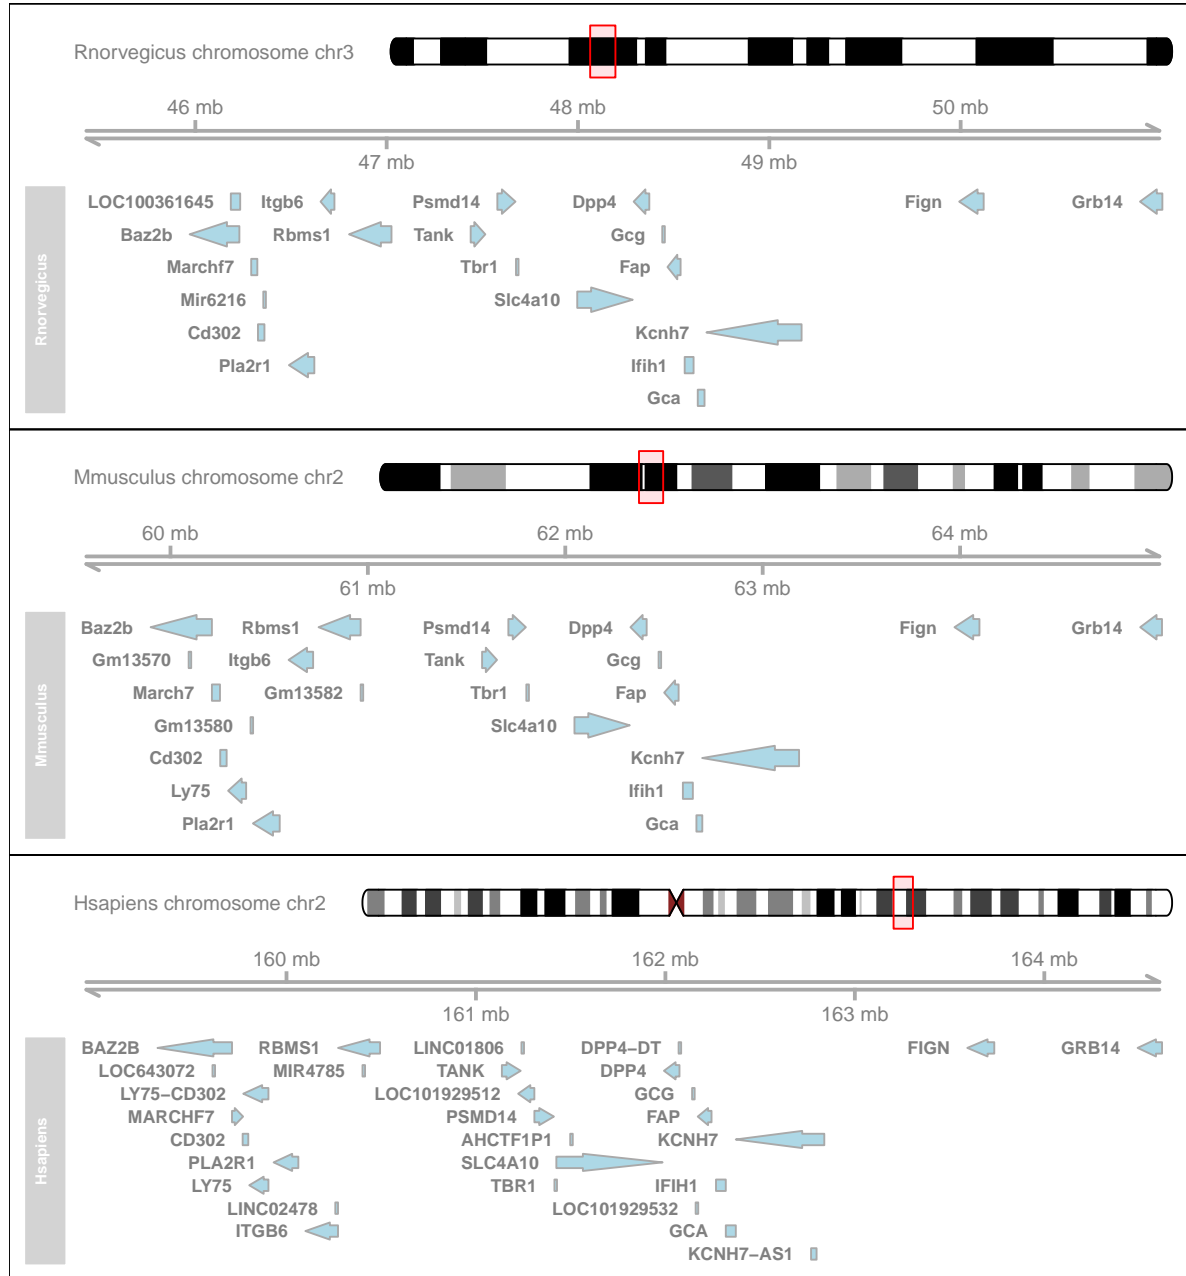 Rnorvegicus chromosome chr3
46 mb 48 mb 50 mb
47 mb 49 mb
Rnorvegicus
LOC100361645 Itgb6 Psmd14 Dpp4 Fign Grb14
Baz2b Rbms1 Tank Gcg
Marchf7 Tbr1 Fap
Mir6216 Slc4a10
Cd302 Kcnh7
Pla2r1 Ifih1
Gca
Mmusculus chromosome chr2
60 mb 62 mb 64 mb
61 mb 63 mb
Mmusculus
Baz2b Rbms1 Psmd14 Dpp4 Fign Grb14
Gm13570 Itgb6 Tank Gcg
March7 Gm13582 Tbr1 Fap
Gm13580 Slc4a10
Cd302 Kcnh7
Ly75 Ifih1
Pla2r1 Gca
Hsapiens chromosome chr2
160 mb 162 mb 164 mb
161 mb 163 mb
Hsapiens
BAZ2B RBMS1 LINC01806 DPP4−DT FIGN GRB14
LOC643072 MIR4785 TANK DPP4
LY75−CD302 LOC101929512 GCG
MARCHF7 PSMD14 FAP
CD302 AHCTF1P1 KCNH7
PLA2R1 SLC4A10
LY75 TBR1 IFIH1
LINC02478 LOC101929532
ITGB6 GCA
KCNH7−AS1